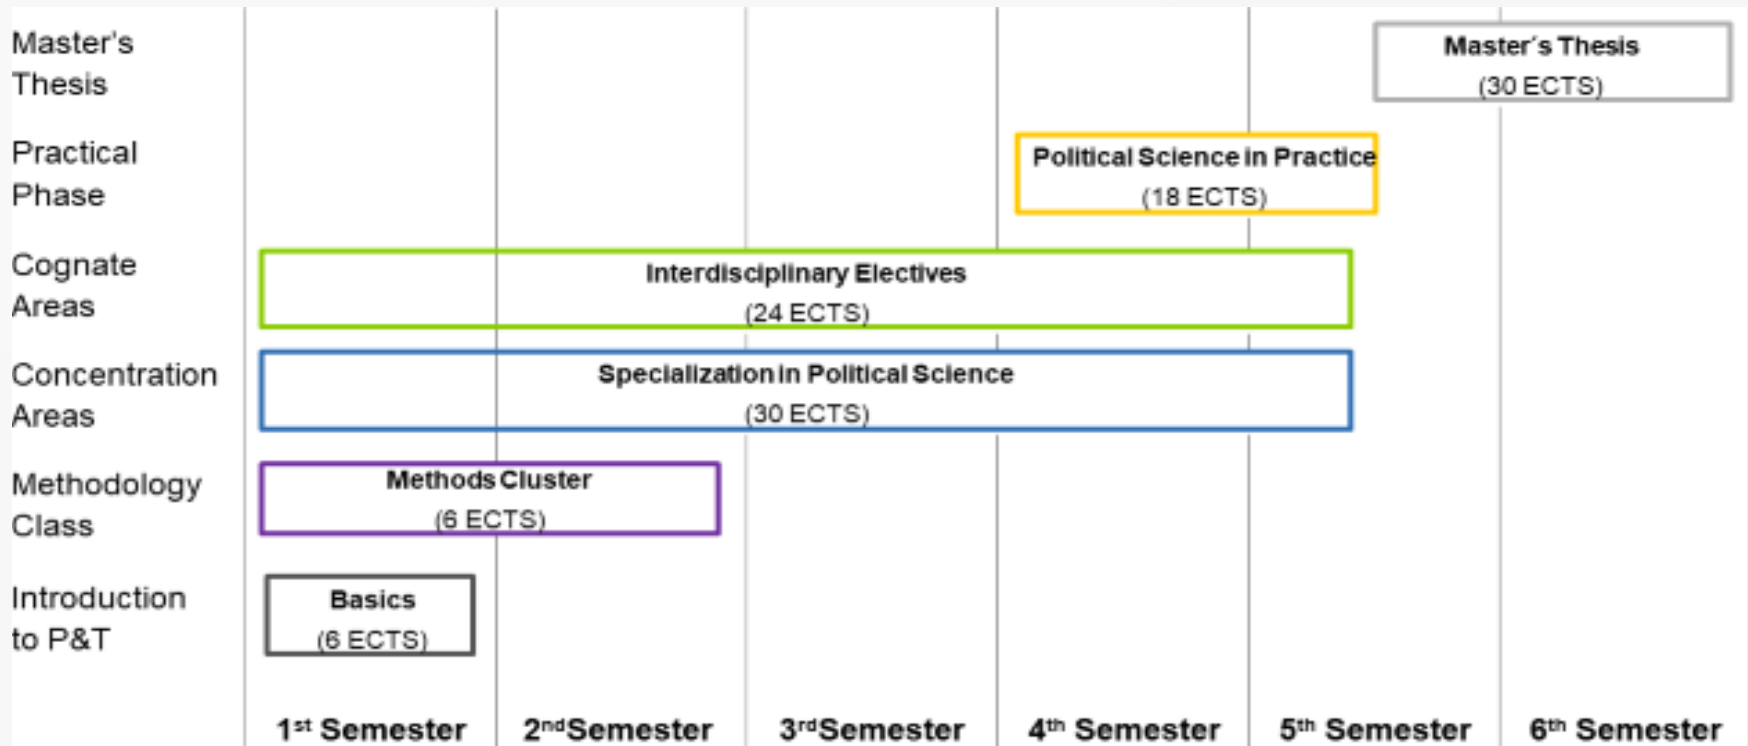 Master's
Thesis
Master´s Thesis
(30 ECTS)
Practical
Phase
Political Science in Practice
(18 ECTS)
Cognate
Areas
Interdisciplinary Electives
(24 ECTS)
Concentration
Areas
Specialization in Political Science
(30 ECTS)
Methodology
Class
Methods Cluster
(6 ECTS)
Introduction
to P&T
Basics
(6 ECTS)
1st Semester
2nd Semester
3rd Semester
4th Semester
5th Semester
6th Semester